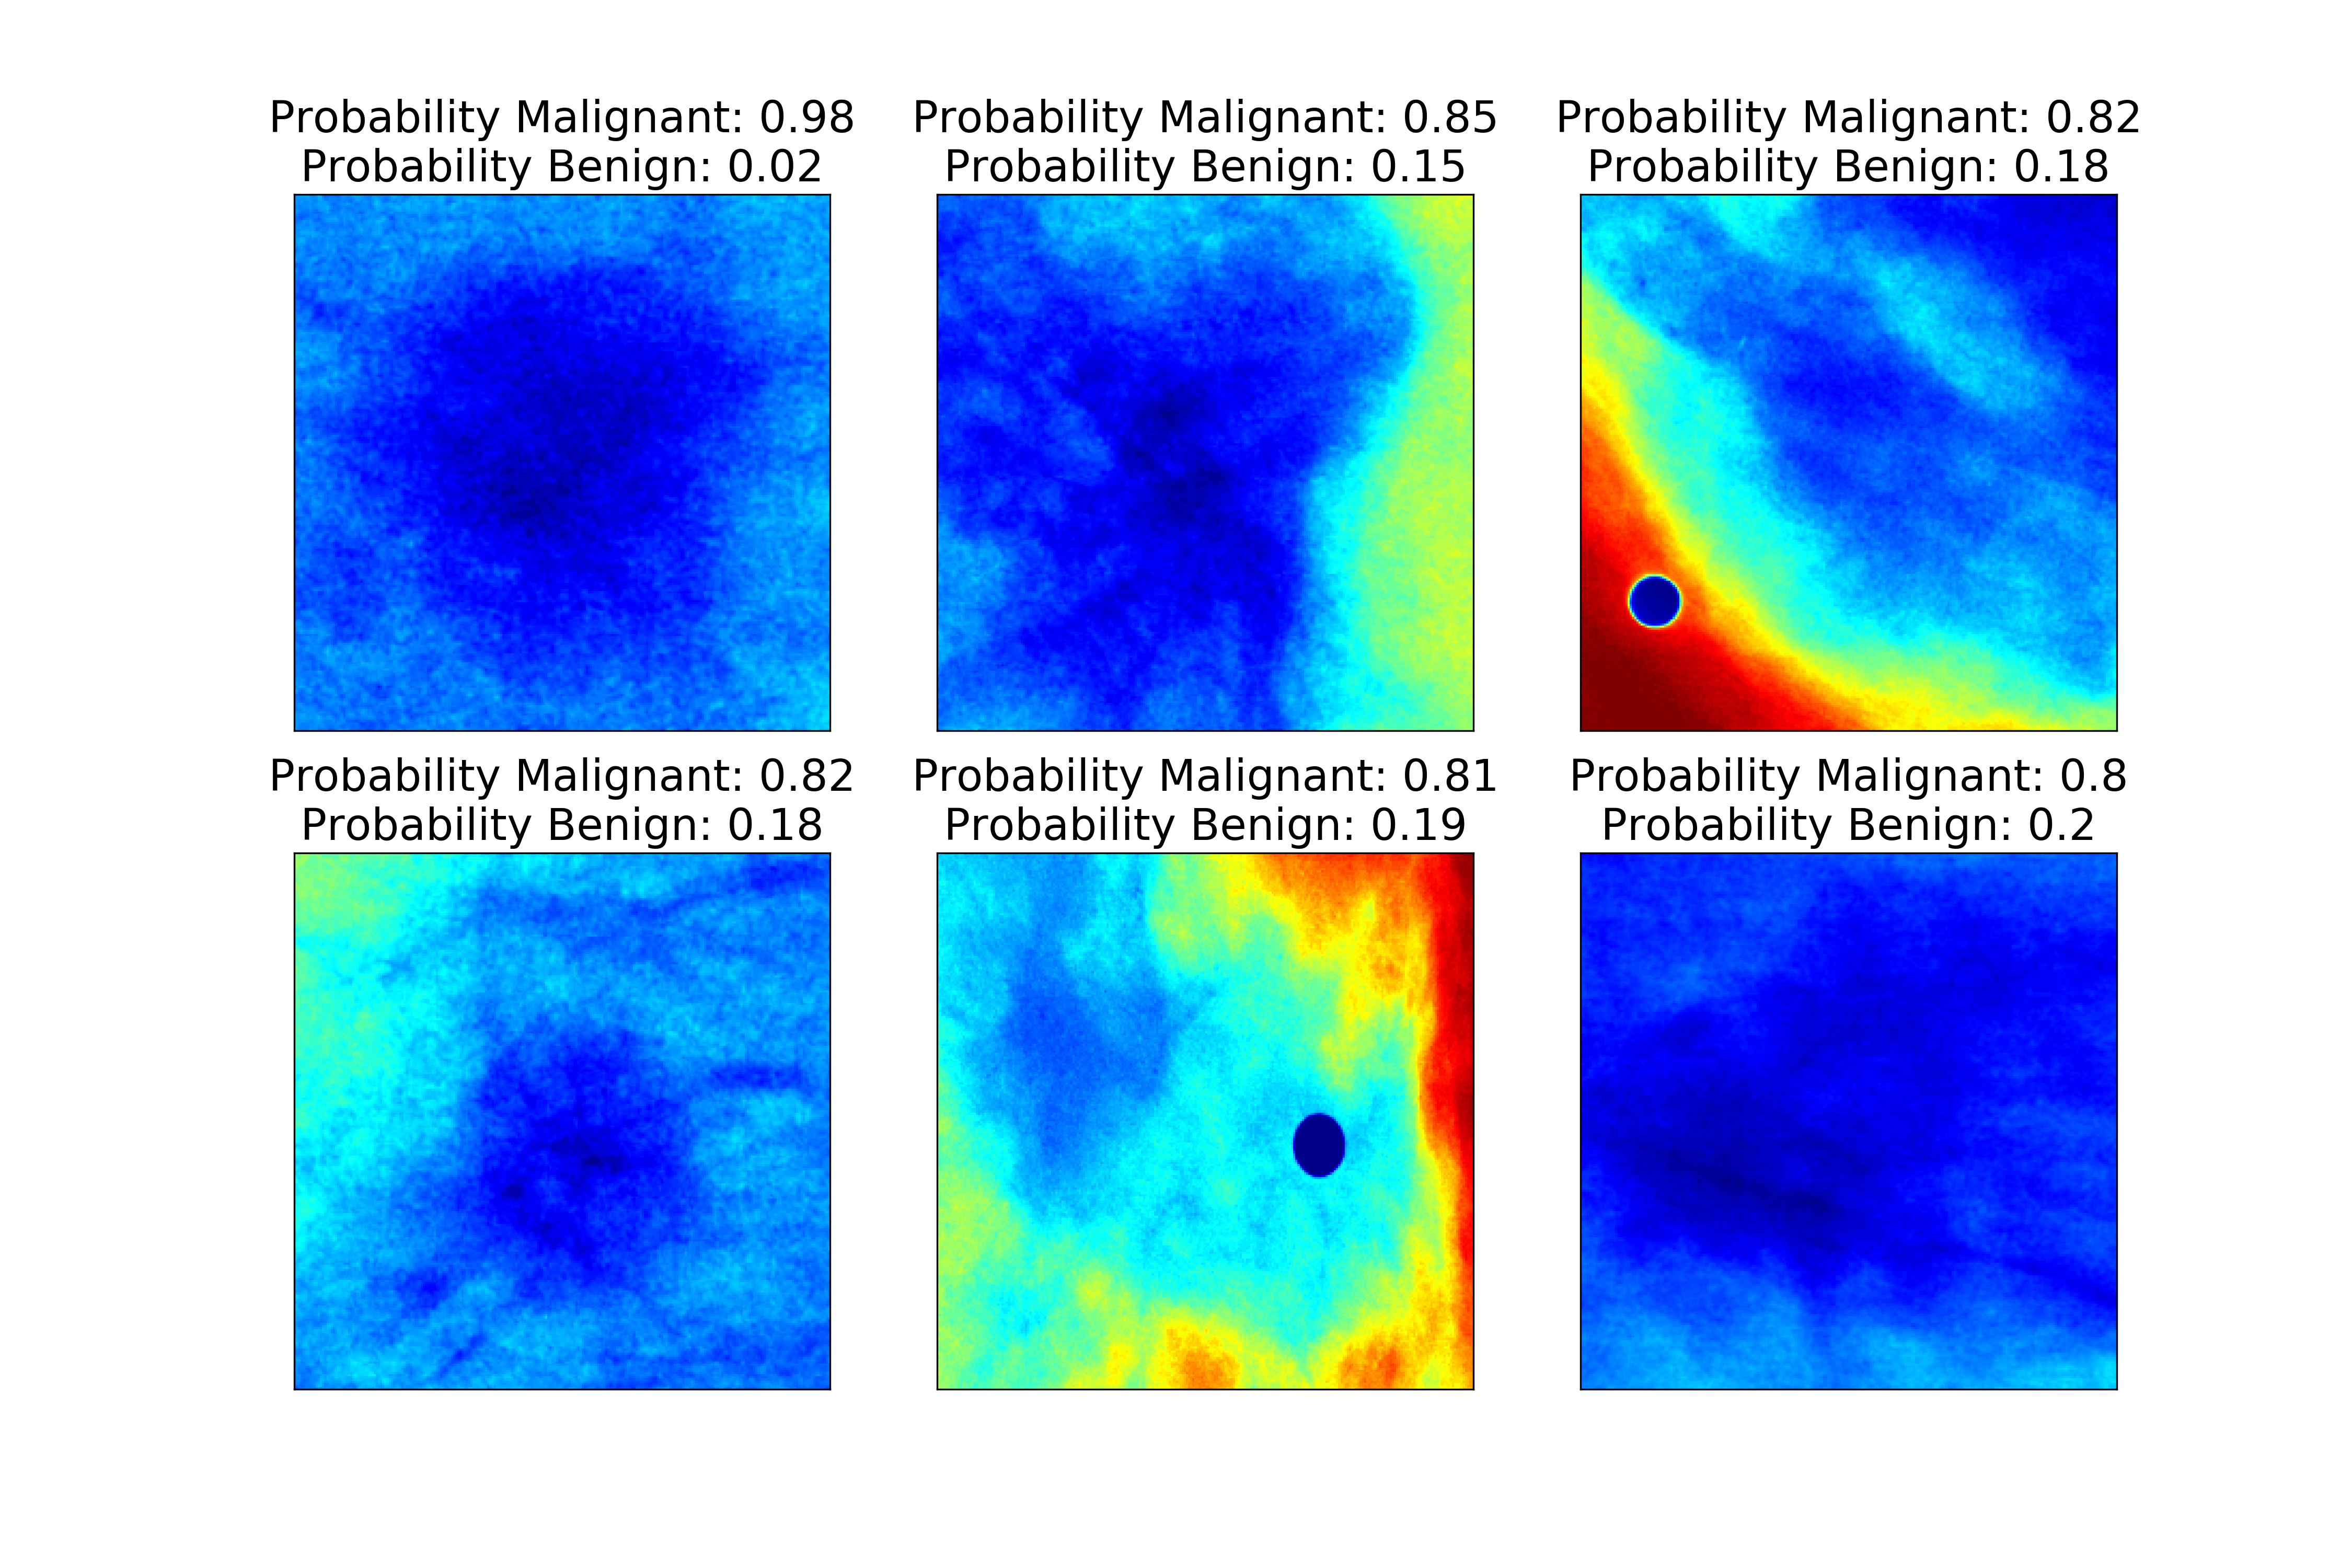 Probability Malignant: 0.98
Probability Benign: 0.02
Probability Malignant: 0.85
Probability Benign: 0.15
Probability Malignant: 0.82
Probability Benign: 0.18
Probability Malignant: 0.82
Probability Benign: 0.18
Probability Malignant: 0.81
Probability Benign: 0.19
Probability Malignant: 0.8
Probability Benign: 0.2